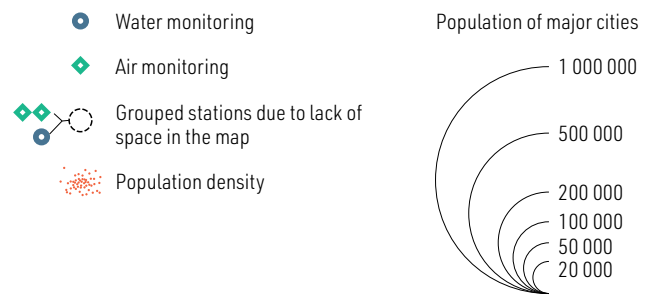 Water monitoring
Air monitoring
Grouped stations due to lack of
space in the map
Population density
Population of major cities
1 000 000
500 000
200 000
100 000
50 000
20 000